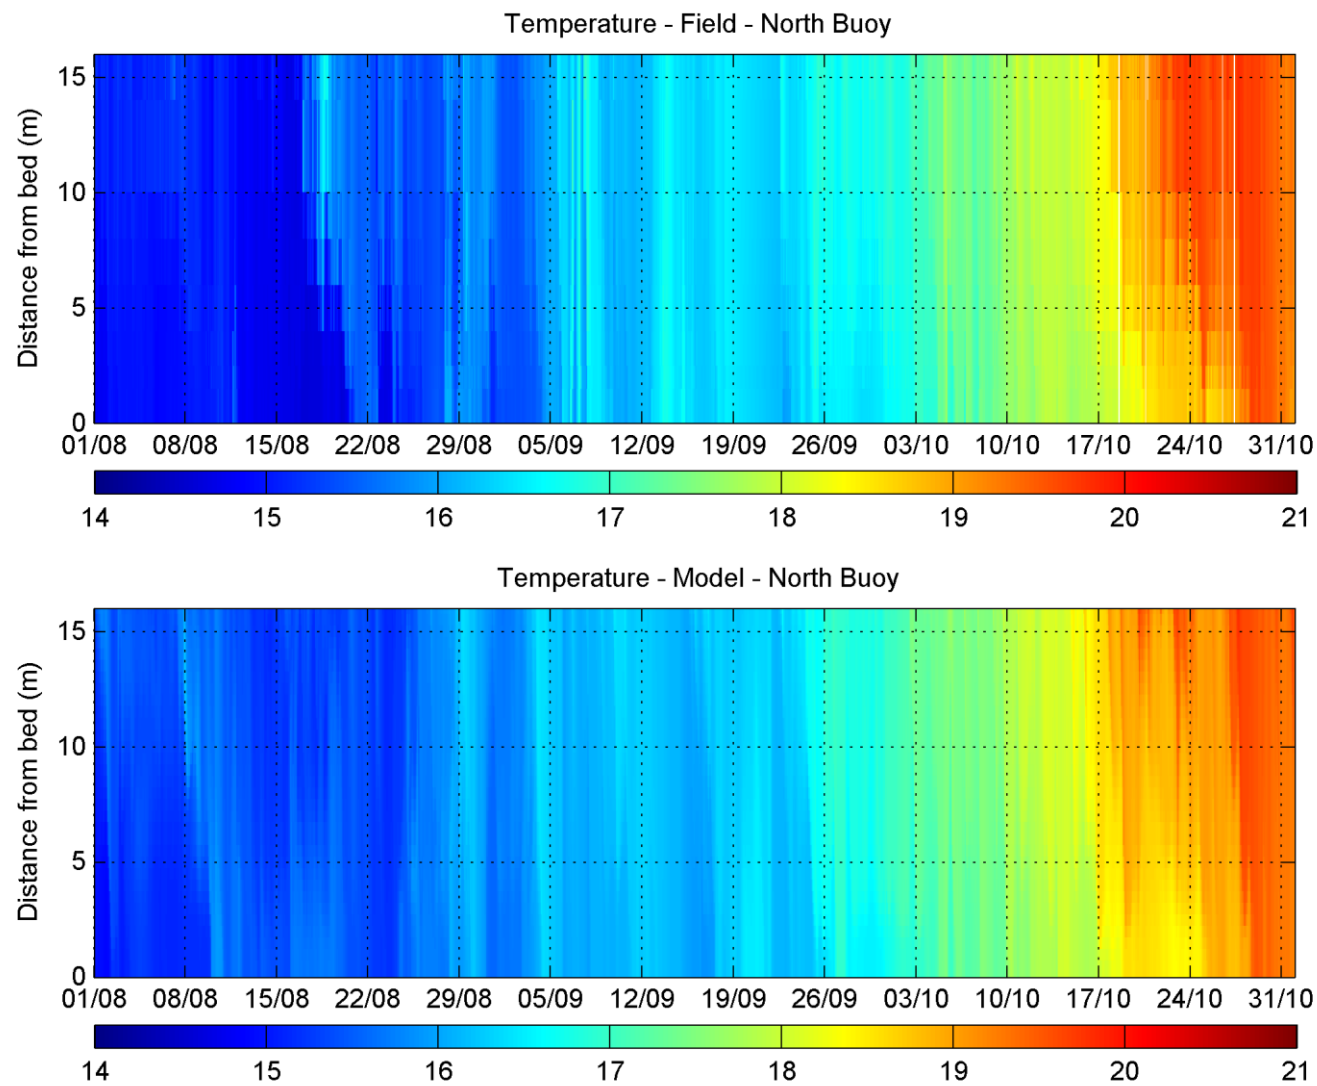 Temperature - Field - North Buoy
Distance from bed (m)
15
10
5
0
01/08 08/08 15/08 22/08 29/08 05/09 12/09 19/09 26/09 03/10 10/10 17/10 24/10 31/10
14 15 16 17 18 19 20 21
Temperature - Model - North Buoy
Distance from bed (m)
15
10
5
0
01/08 08/08 15/08 22/08 29/08 05/09 12/09 19/09 26/09 03/10 10/10 17/10 24/10 31/10
14 15 16 17 18 19 20 21